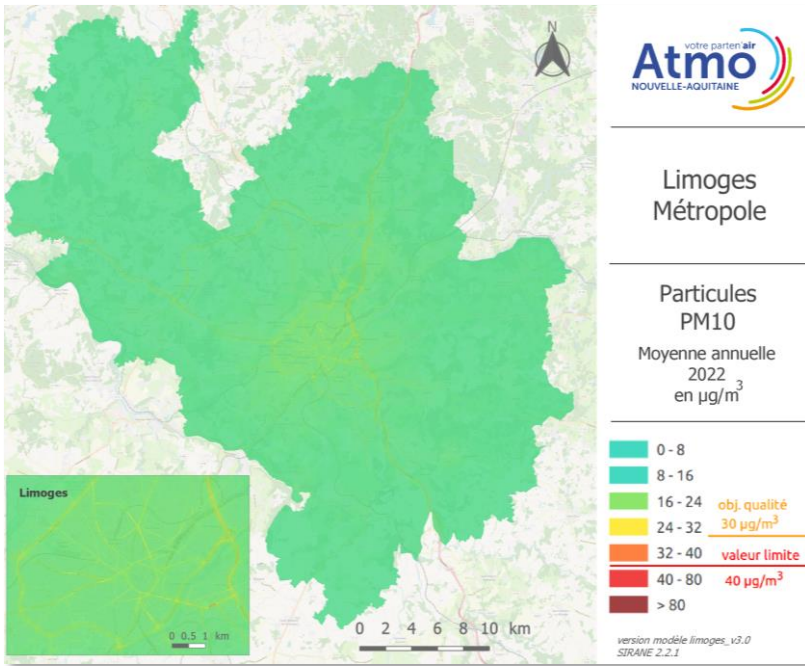 N
votre parten'air
Atmo
NOUVELLE-AQUITAINE
Limoges
Métropole
Particules
PM10
Moyenne annuelle
2022
en µg/m³
0 - 8
8 - 16
16 - 24
24 - 32
32 - 40
40 - 80
> 80
obj. qualité
30 µg/m³
valeur limite
40 µg/m³
version modèle limoges_v3.0
SIRANE 2.2.1
Limoges
0 0.5 1 km
0 2 4 6 8 10 km